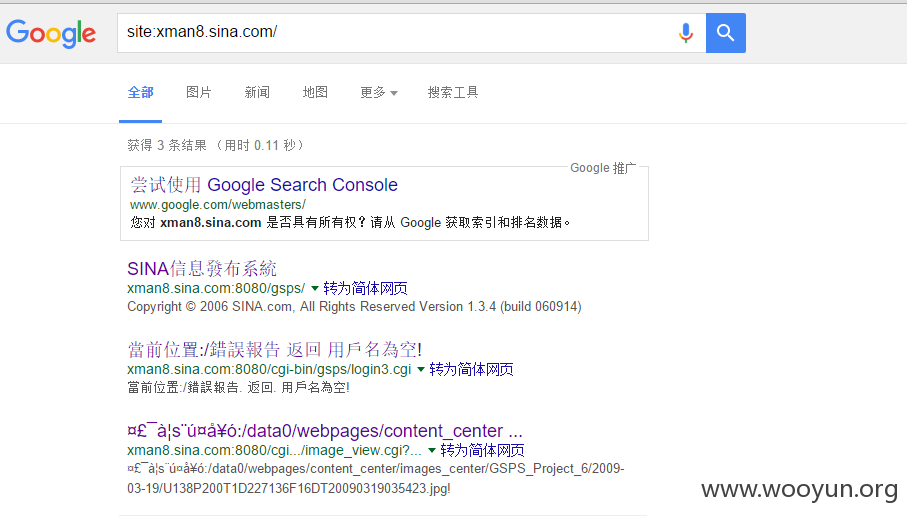 Google
site:xman8.sina.com/
全部 图片 新闻 地图 更多 搜索工具
获得 3 条结果 （用时 0.11 秒）
Google 推广
尝试使用 Google Search Console
www.google.com/webmasters/
您对 xman8.sina.com 是否具有所有权？请从 Google 获取索引和排名数据。
SINA信息發布系統
xman8.sina.com:8080/gsps/ 转为简体网页
Copyright © 2006 SINA.com, All Rights Reserved Version 1.3.4 (build 060914)
當前位置:/錯誤報告 返回 用戶名為空!
xman8.sina.com:8080/cgi-bin/gsps/login3.cgi 转为简体网页
當前位置:/錯誤報告. 返回. 用戶名為空!
¤£¯à¦s¨ú¤å¥ó:/data0/webpages/content_center ...
xman8.sina.com:8080/cgi.../image_view.cgi?... 转为简体网页
¤£¯à¦s¨ú¤å¥ó:/data0/webpages/content_center/images_center/GSPS_Project_6/2009-
03-19/U138P200T1D227136F16DT20090319035423.jpg!
www.wooyun.org